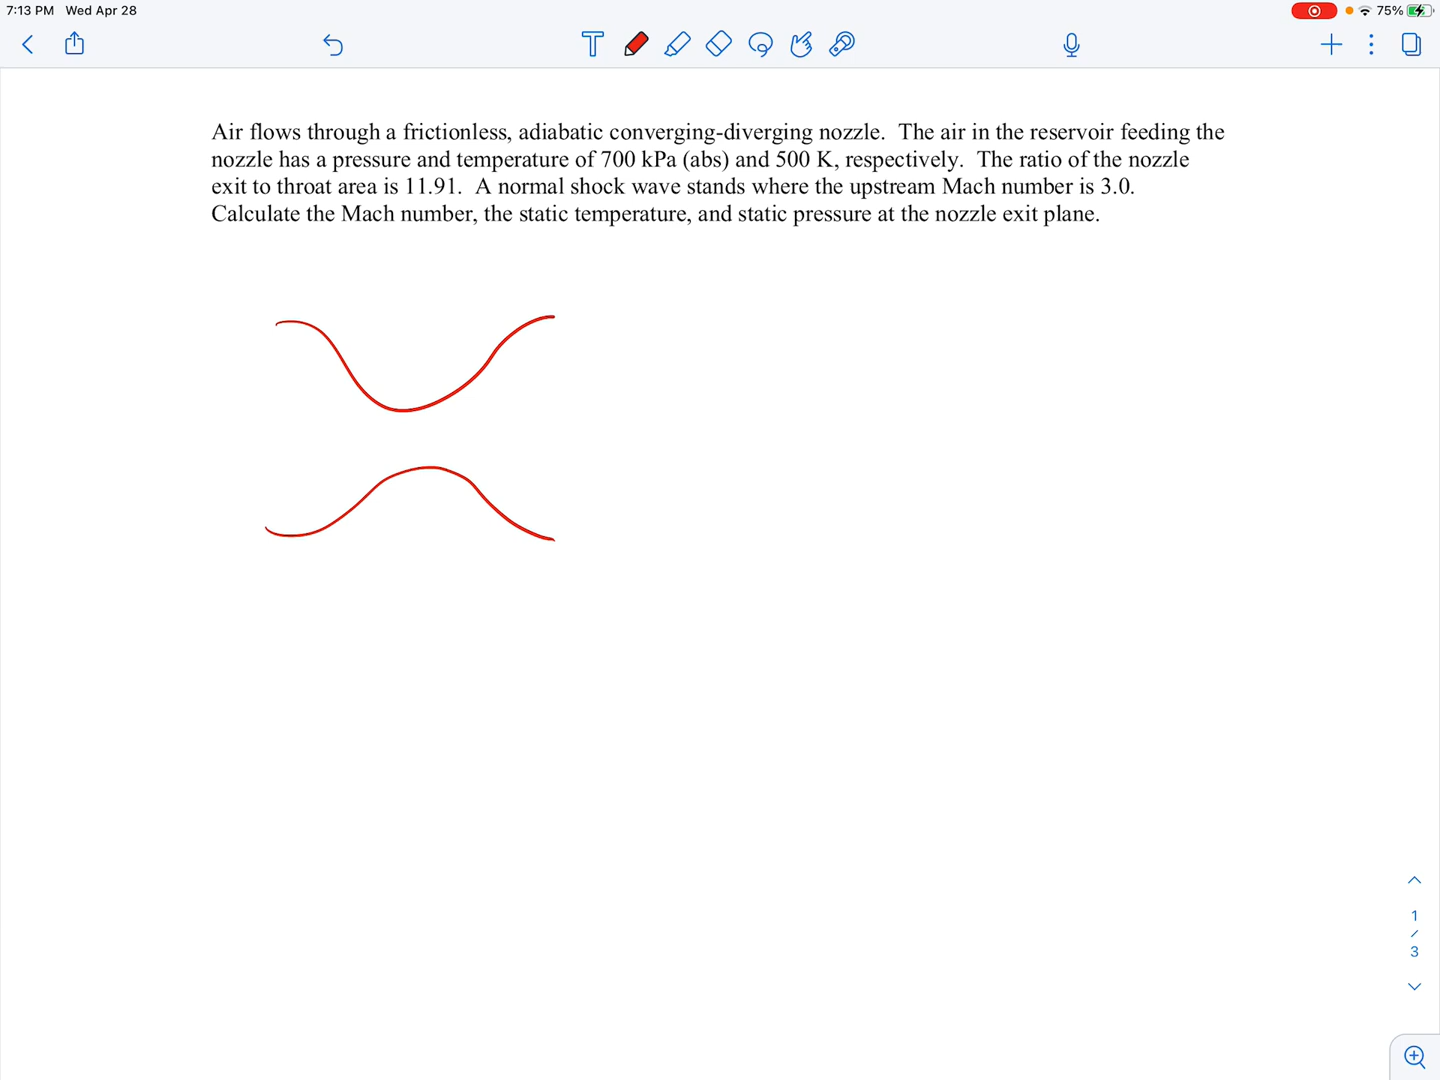 7:13 PM Wed Apr 28
75%
T
Air flows through a frictionless, adiabatic converging-diverging nozzle. The air in the reservoir feeding the
nozzle has a pressure and temperature of 700 kPa (abs) and 500 K, respectively. The ratio of the nozzle
exit to throat area is 11.91. A normal shock wave stands where the upstream Mach number is 3.0.
Calculate the Mach number, the static temperature, and static pressure at the nozzle exit plane.
1
/
3